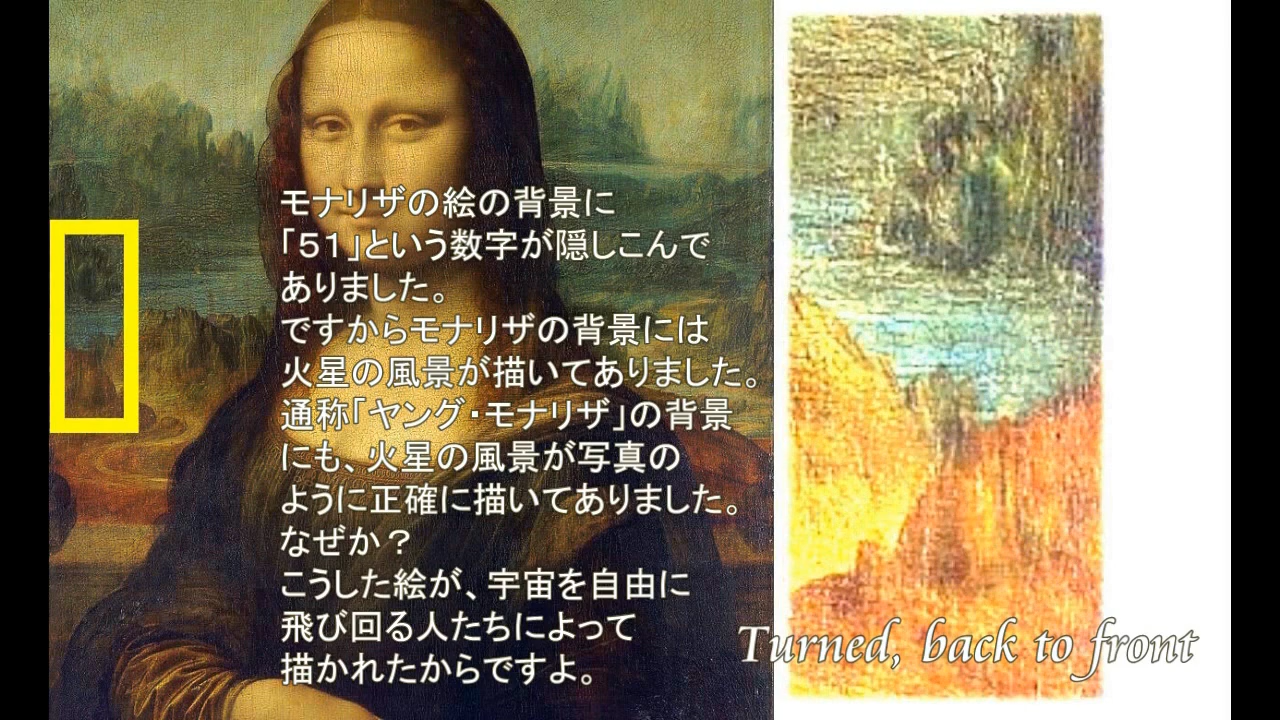 モナリザの絵の背景に
「５１」という数字が隠しこんで
ありました。
ですからモナリザの背景には
火星の風景が描いてありました。
通称「ヤング・モナリザ」の背景
にも、火星の風景が写真の
ように正確に描いてありました。
なぜか？
こうした絵が、宇宙を自由に
飛び回る人たちによって
描かれたからですよ。
Turned, back to front